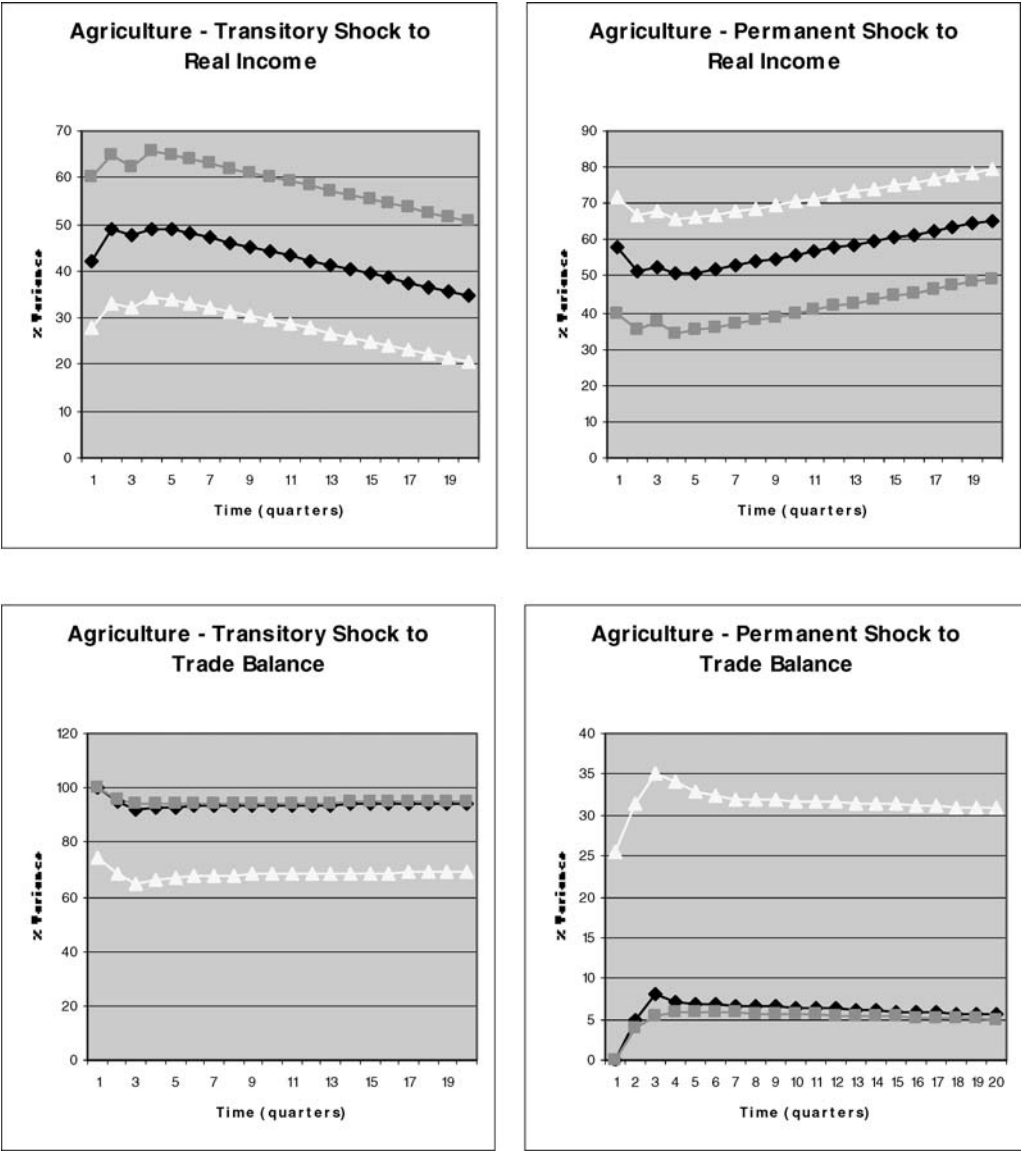 Agriculture - Transitory Shock to
Real Income
70
60
50
40
30
20
10
0
% Variance
1 3 5 7 9 11 13 15 17 19
Time (quarters)
Agriculture - Permanent Shock to
Real Income
90
80
70
60
50
40
30
20
10
0
% Variance
1 3 5 7 9 11 13 15 17 19
Time (quarters)
Agriculture - Transitory Shock to
Trade Balance
120
100
80
60
40
20
0
% Variance
1 3 5 7 9 11 13 15 17 19
Time (quarters)
Agriculture - Permanent Shock to
Trade Balance
40
35
30
25
20
15
10
5
0
% Variance
1 2 3 4 5 6 7 8 9 10 11 12 13 14 15 16 17 18 19 20
Time (quarters)